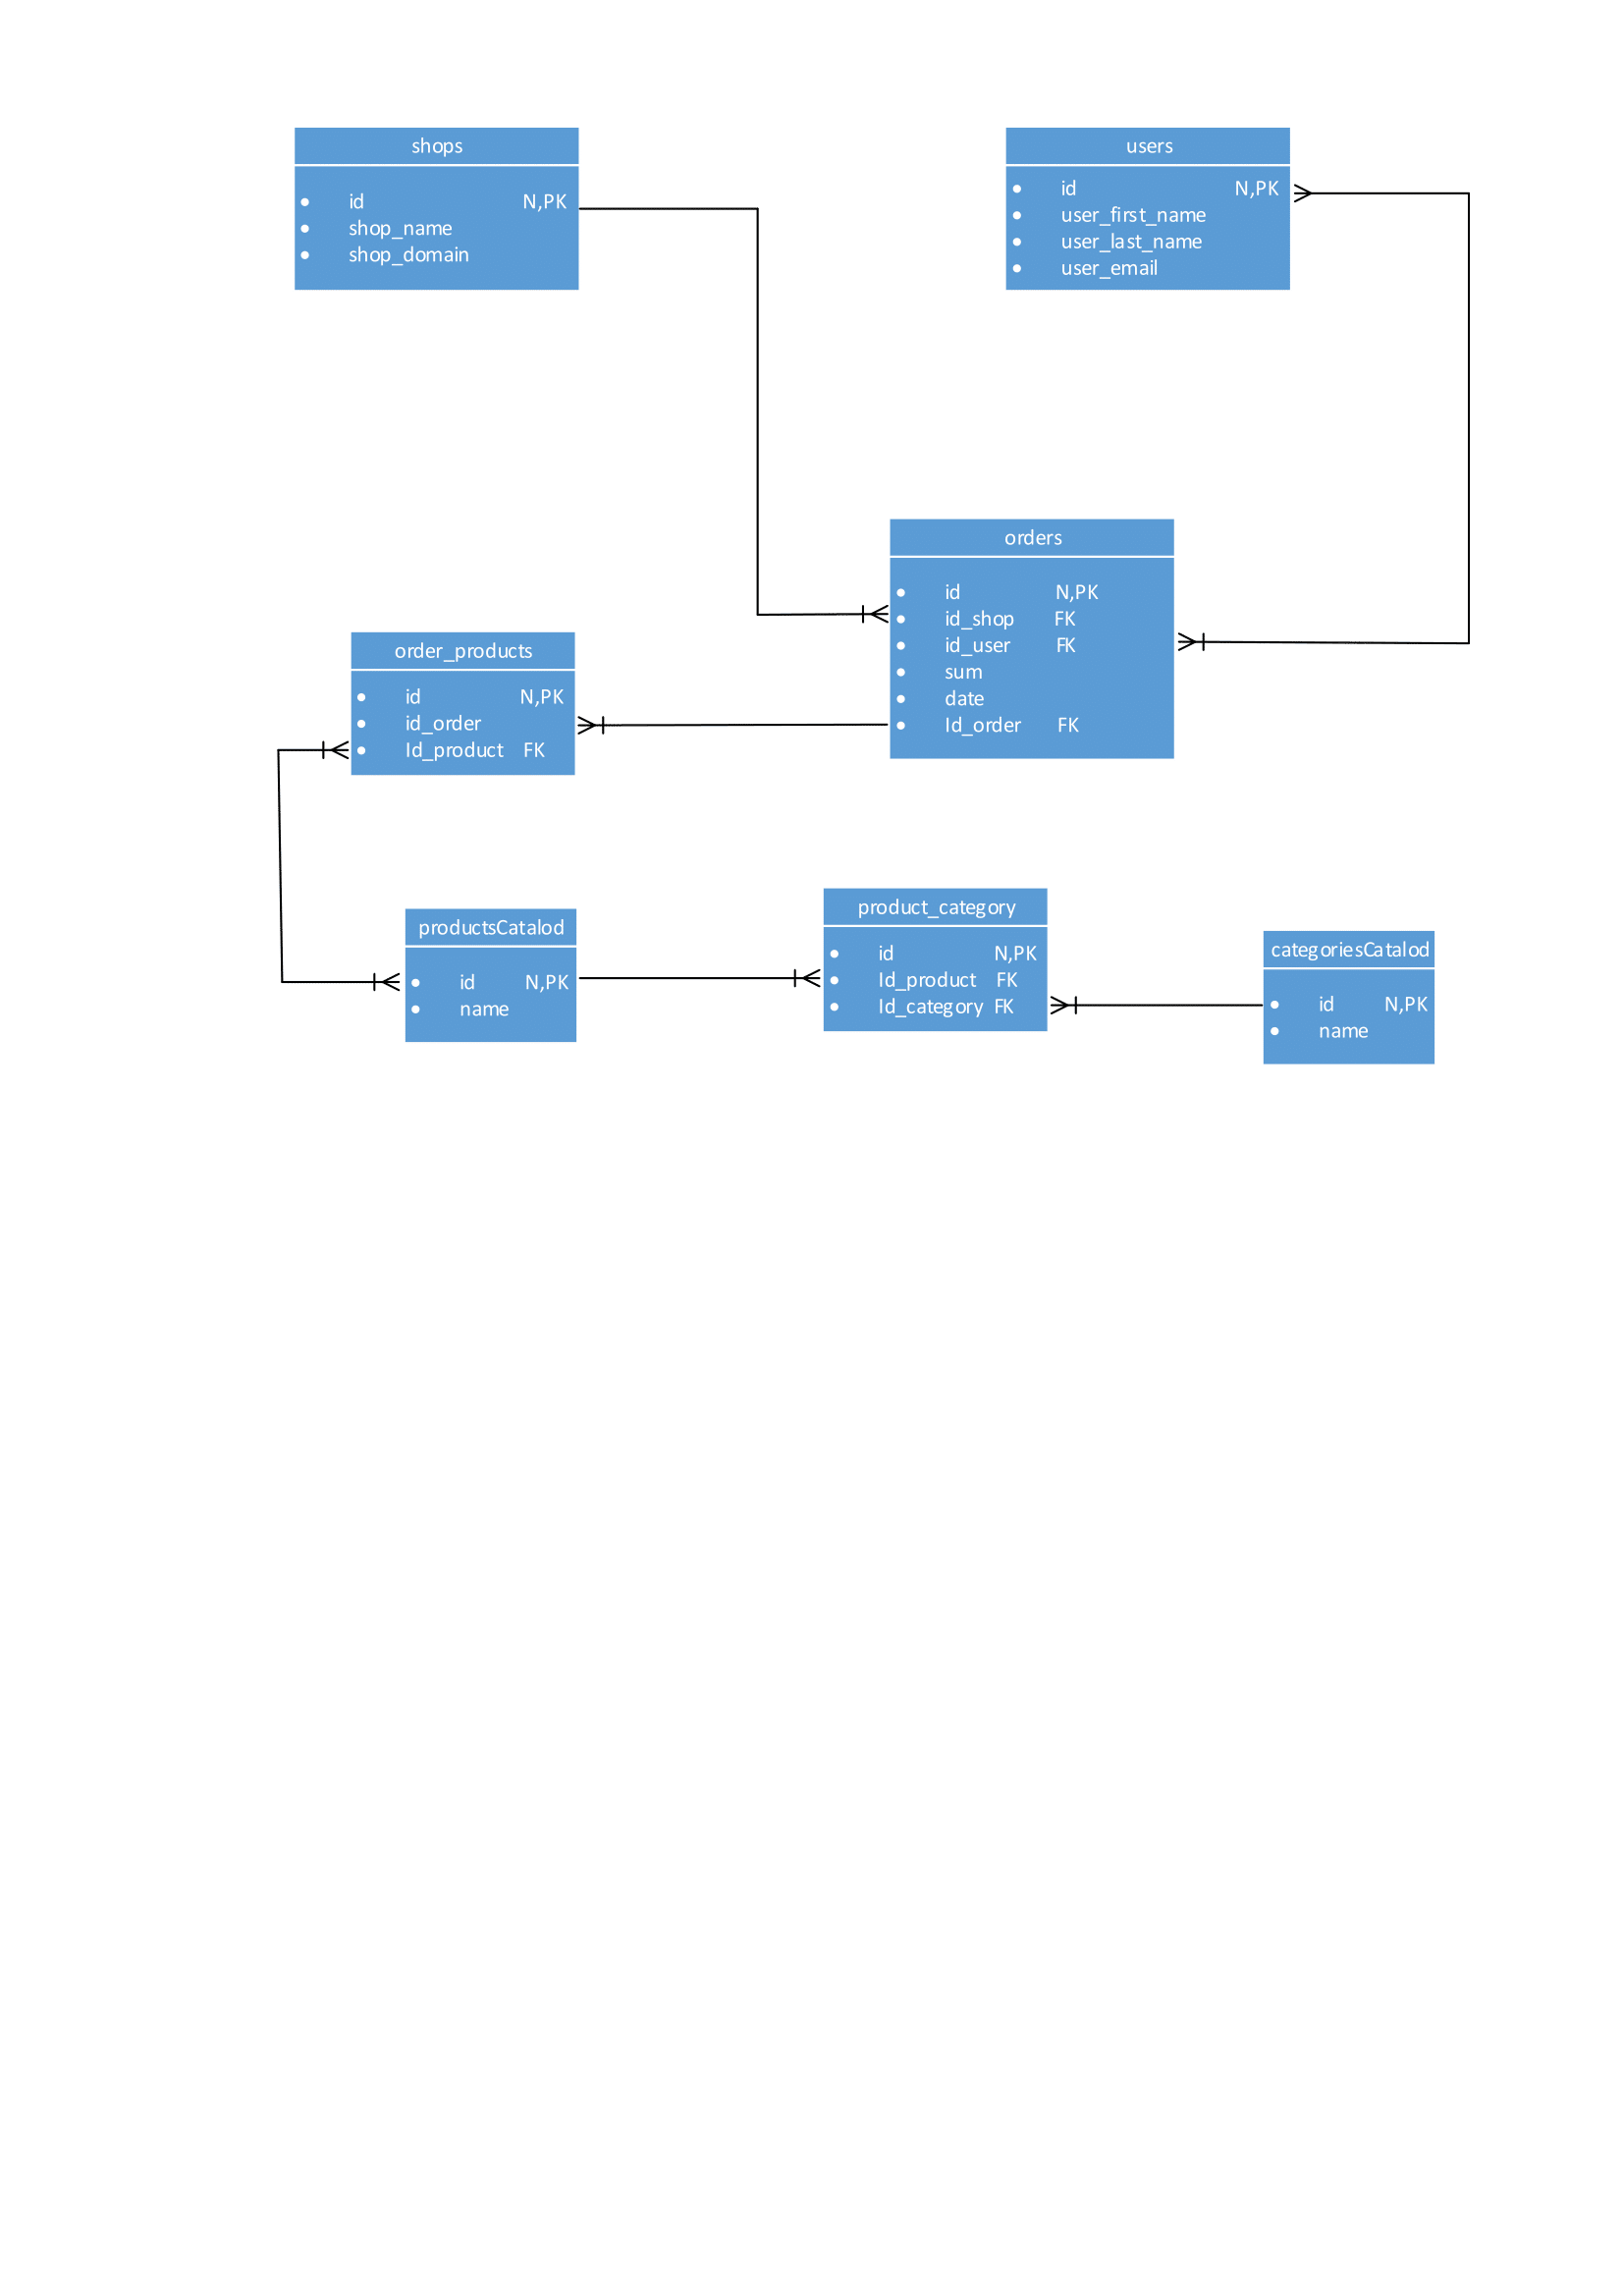 shops
• id N,PK
• shop_name
• shop_domain
users
• id N,PK
• user_first_name
• user_last_name
• user_email
orders
• id N,PK
• id_shop FK
• id_user FK
• sum
• date
• Id_order FK
order_products
• id N,PK
• id_order
• Id_product FK
productsCatalod
• id N,PK
• name
product_category
• id N,PK
• Id_product FK
• Id_category FK
categoriesCatalod
• id N,PK
• name